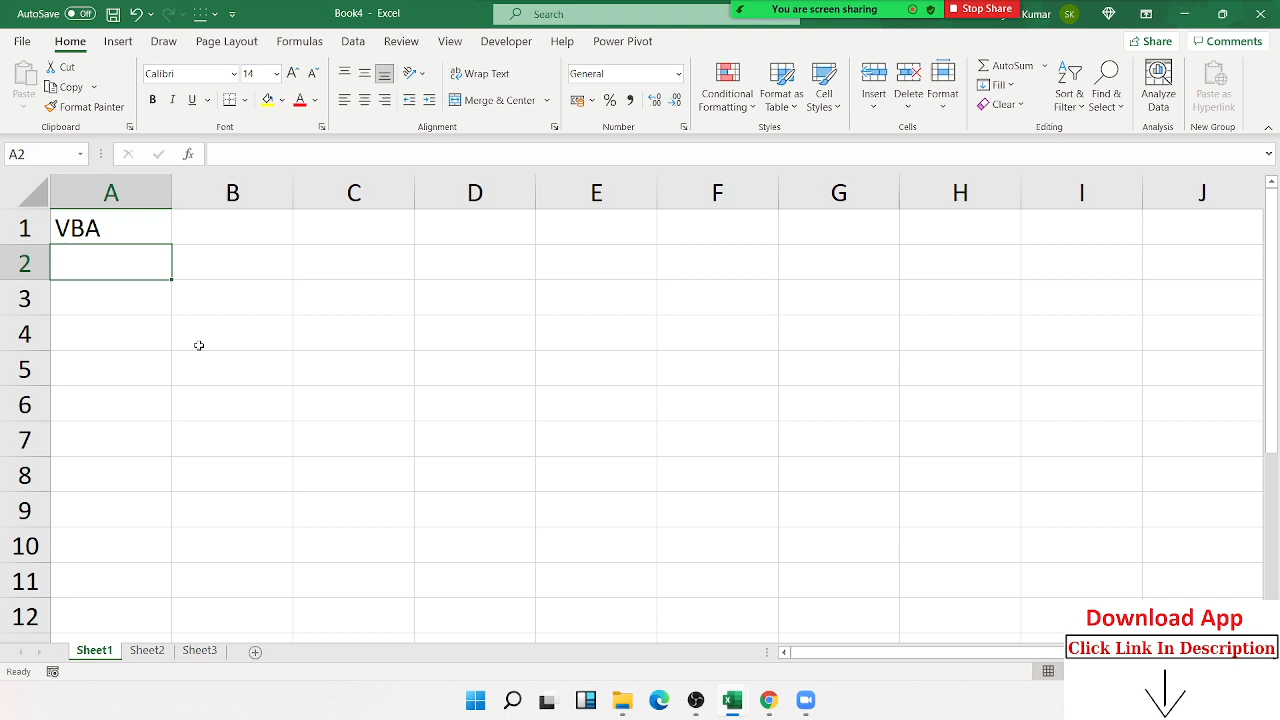 AutoSave Off
Book4 - Excel
Search
You are screen sharing
Stop Share
Kumar
SK
File Home Insert Draw Page Layout Formulas Data Review View Developer Help Power Pivot
Share
Comments
Paste
Cut
Copy
Format Painter
Clipboard
Calibri
14
B I U
Font
Wrap Text
Merge & Center
Alignment
General
Number
Conditional Formatting
Format as Table
Cell Styles
Styles
Insert
Delete
Format
Cells
AutoSum
Fill
Clear
Sort & Filter
Find & Select
Editing
Analyze Data
Analysis
Paste as Hyperlink
New Group
A2
fx
A B C D E F G H I J
1 VBA
2
3
4
5
6
7
8
9
10
11
12
Sheet1 Sheet2 Sheet3
Ready
Download App
Click Link In Description